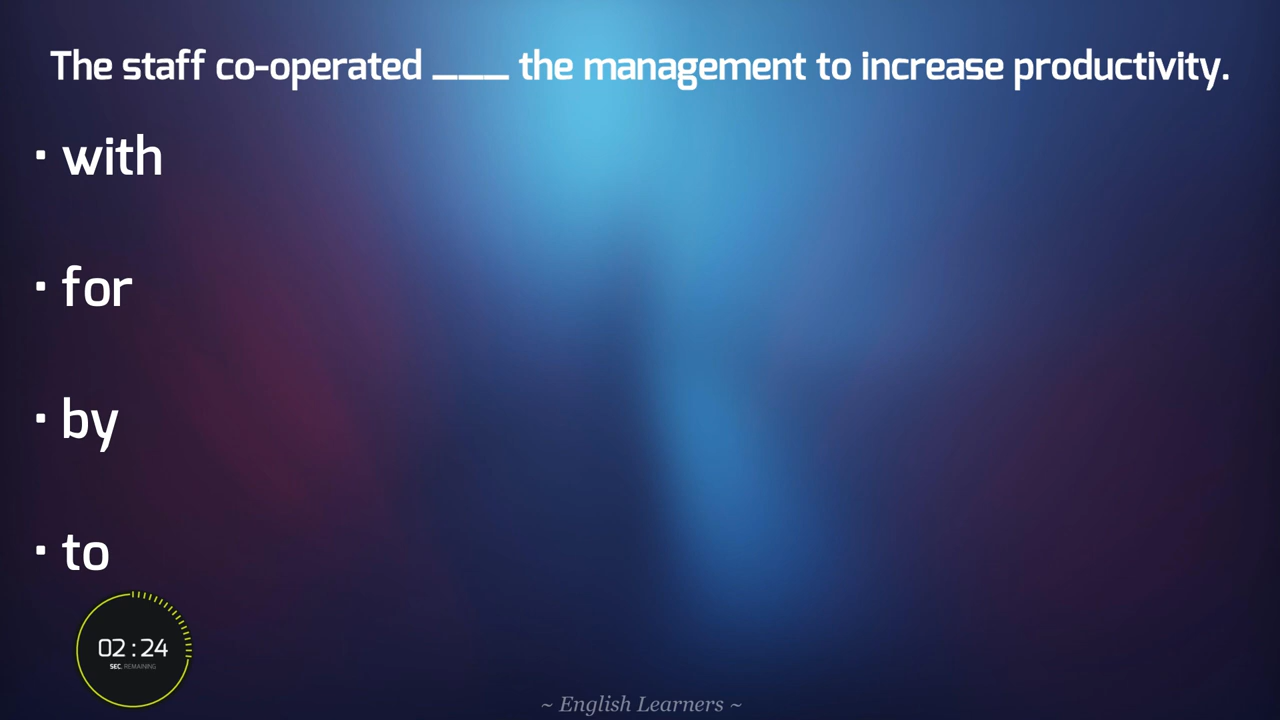 The staff co-operated ___ the management to increase productivity.
· with
· for
· by
· to
02 : 24
SEC. REMAINING
~ English Learners ~